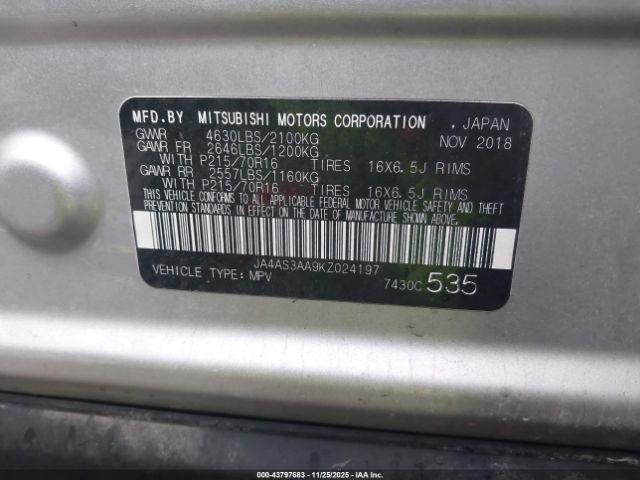 MFD.BY MITSUBISHI MOTORS CORPORATION , JAPAN
GVWR 4630LBS/2100KG NOV 2018
GAWR FR 2646LBS/1200KG
WITH P215/70R16 TIRES 16X6.5J RIMS
GAWR RR 2557LBS/1160KG
WITH P215/70R16 TIRES 16X6.5J RIMS
THIS VEHICLE CONFORMS TO ALL APPLICABLE FEDERAL MOTOR VEHICLE SAFETY AND THEFT
PREVENTION STANDARDS IN EFFECT ON THE DATE OF MANUFACTURE SHOWN ABOVE.
JA4AS3AA9KZ024197
VEHICLE TYPE: MPV 7430C 535
000-43797683 - 11/25/2025 - IAAI INC.